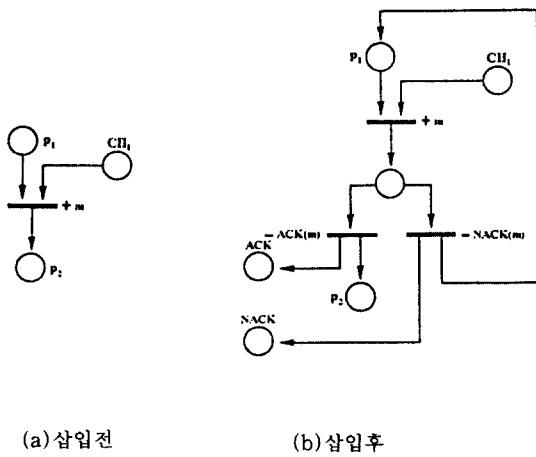 p₁
CH₁
+ m
p₂
(a)삽입전
p₁
CH₁
+ m
− ACK(m)
− NACK(m)
ACK
p₂
NACK
(b)삽입후